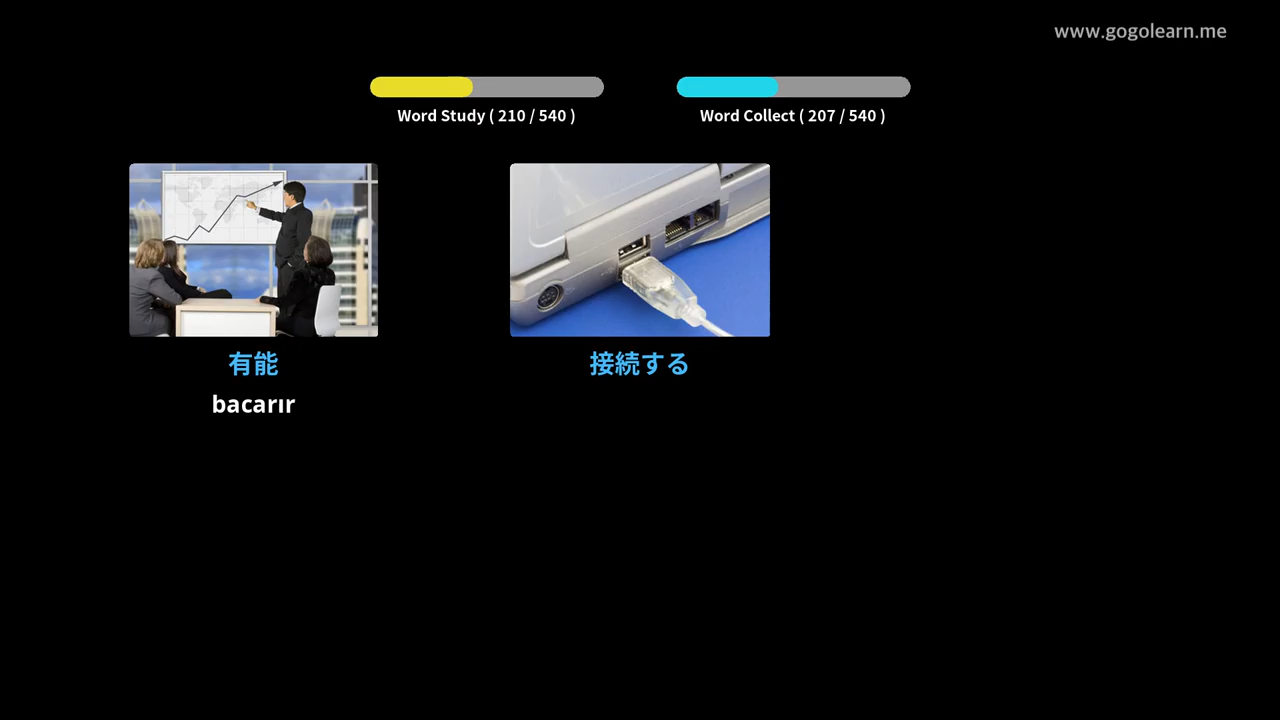 www.gogolearn.me
Word Study ( 210 / 540 )
Word Collect ( 207 / 540 )
有能
接続する
bacarır